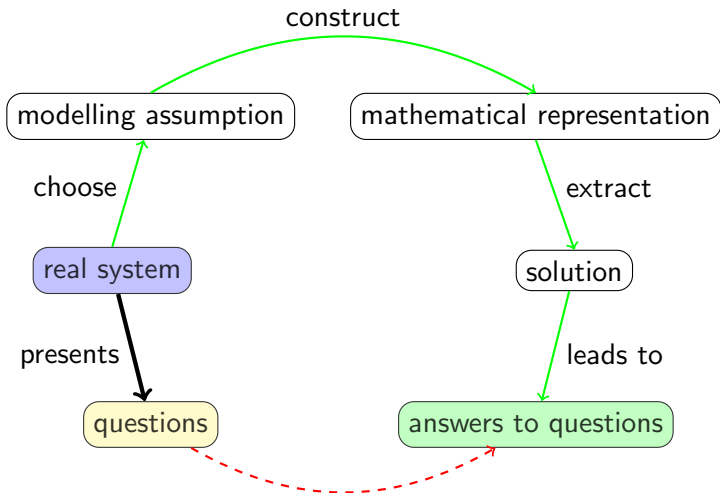 construct
modelling assumption
mathematical representation
choose
extract
real system
solution
presents
leads to
questions
answers to questions